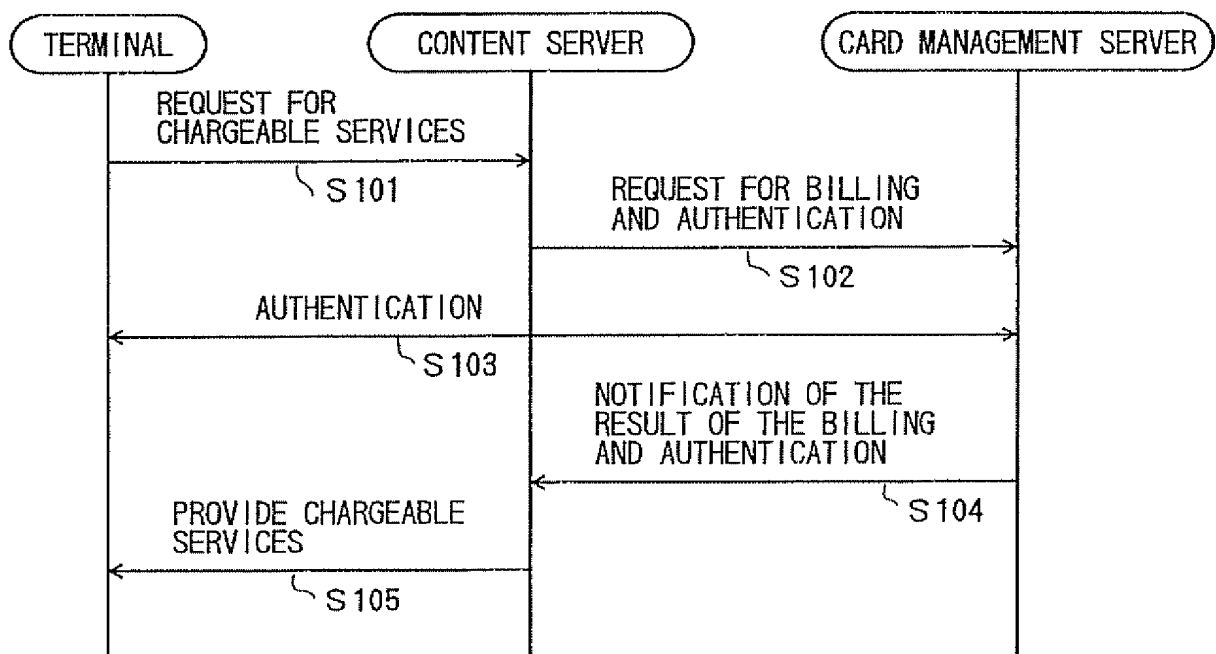 TERMINAL
CONTENT SERVER
CARD MANAGEMENT SERVER
REQUEST FOR
CHARGEABLE SERVICES
S101
REQUEST FOR BILLING
AND AUTHENTICATION
S102
AUTHENTICATION
S103
NOTIFICATION OF THE
RESULT OF THE BILLING
AND AUTHENTICATION
S104
PROVIDE CHARGEABLE
SERVICES
S105